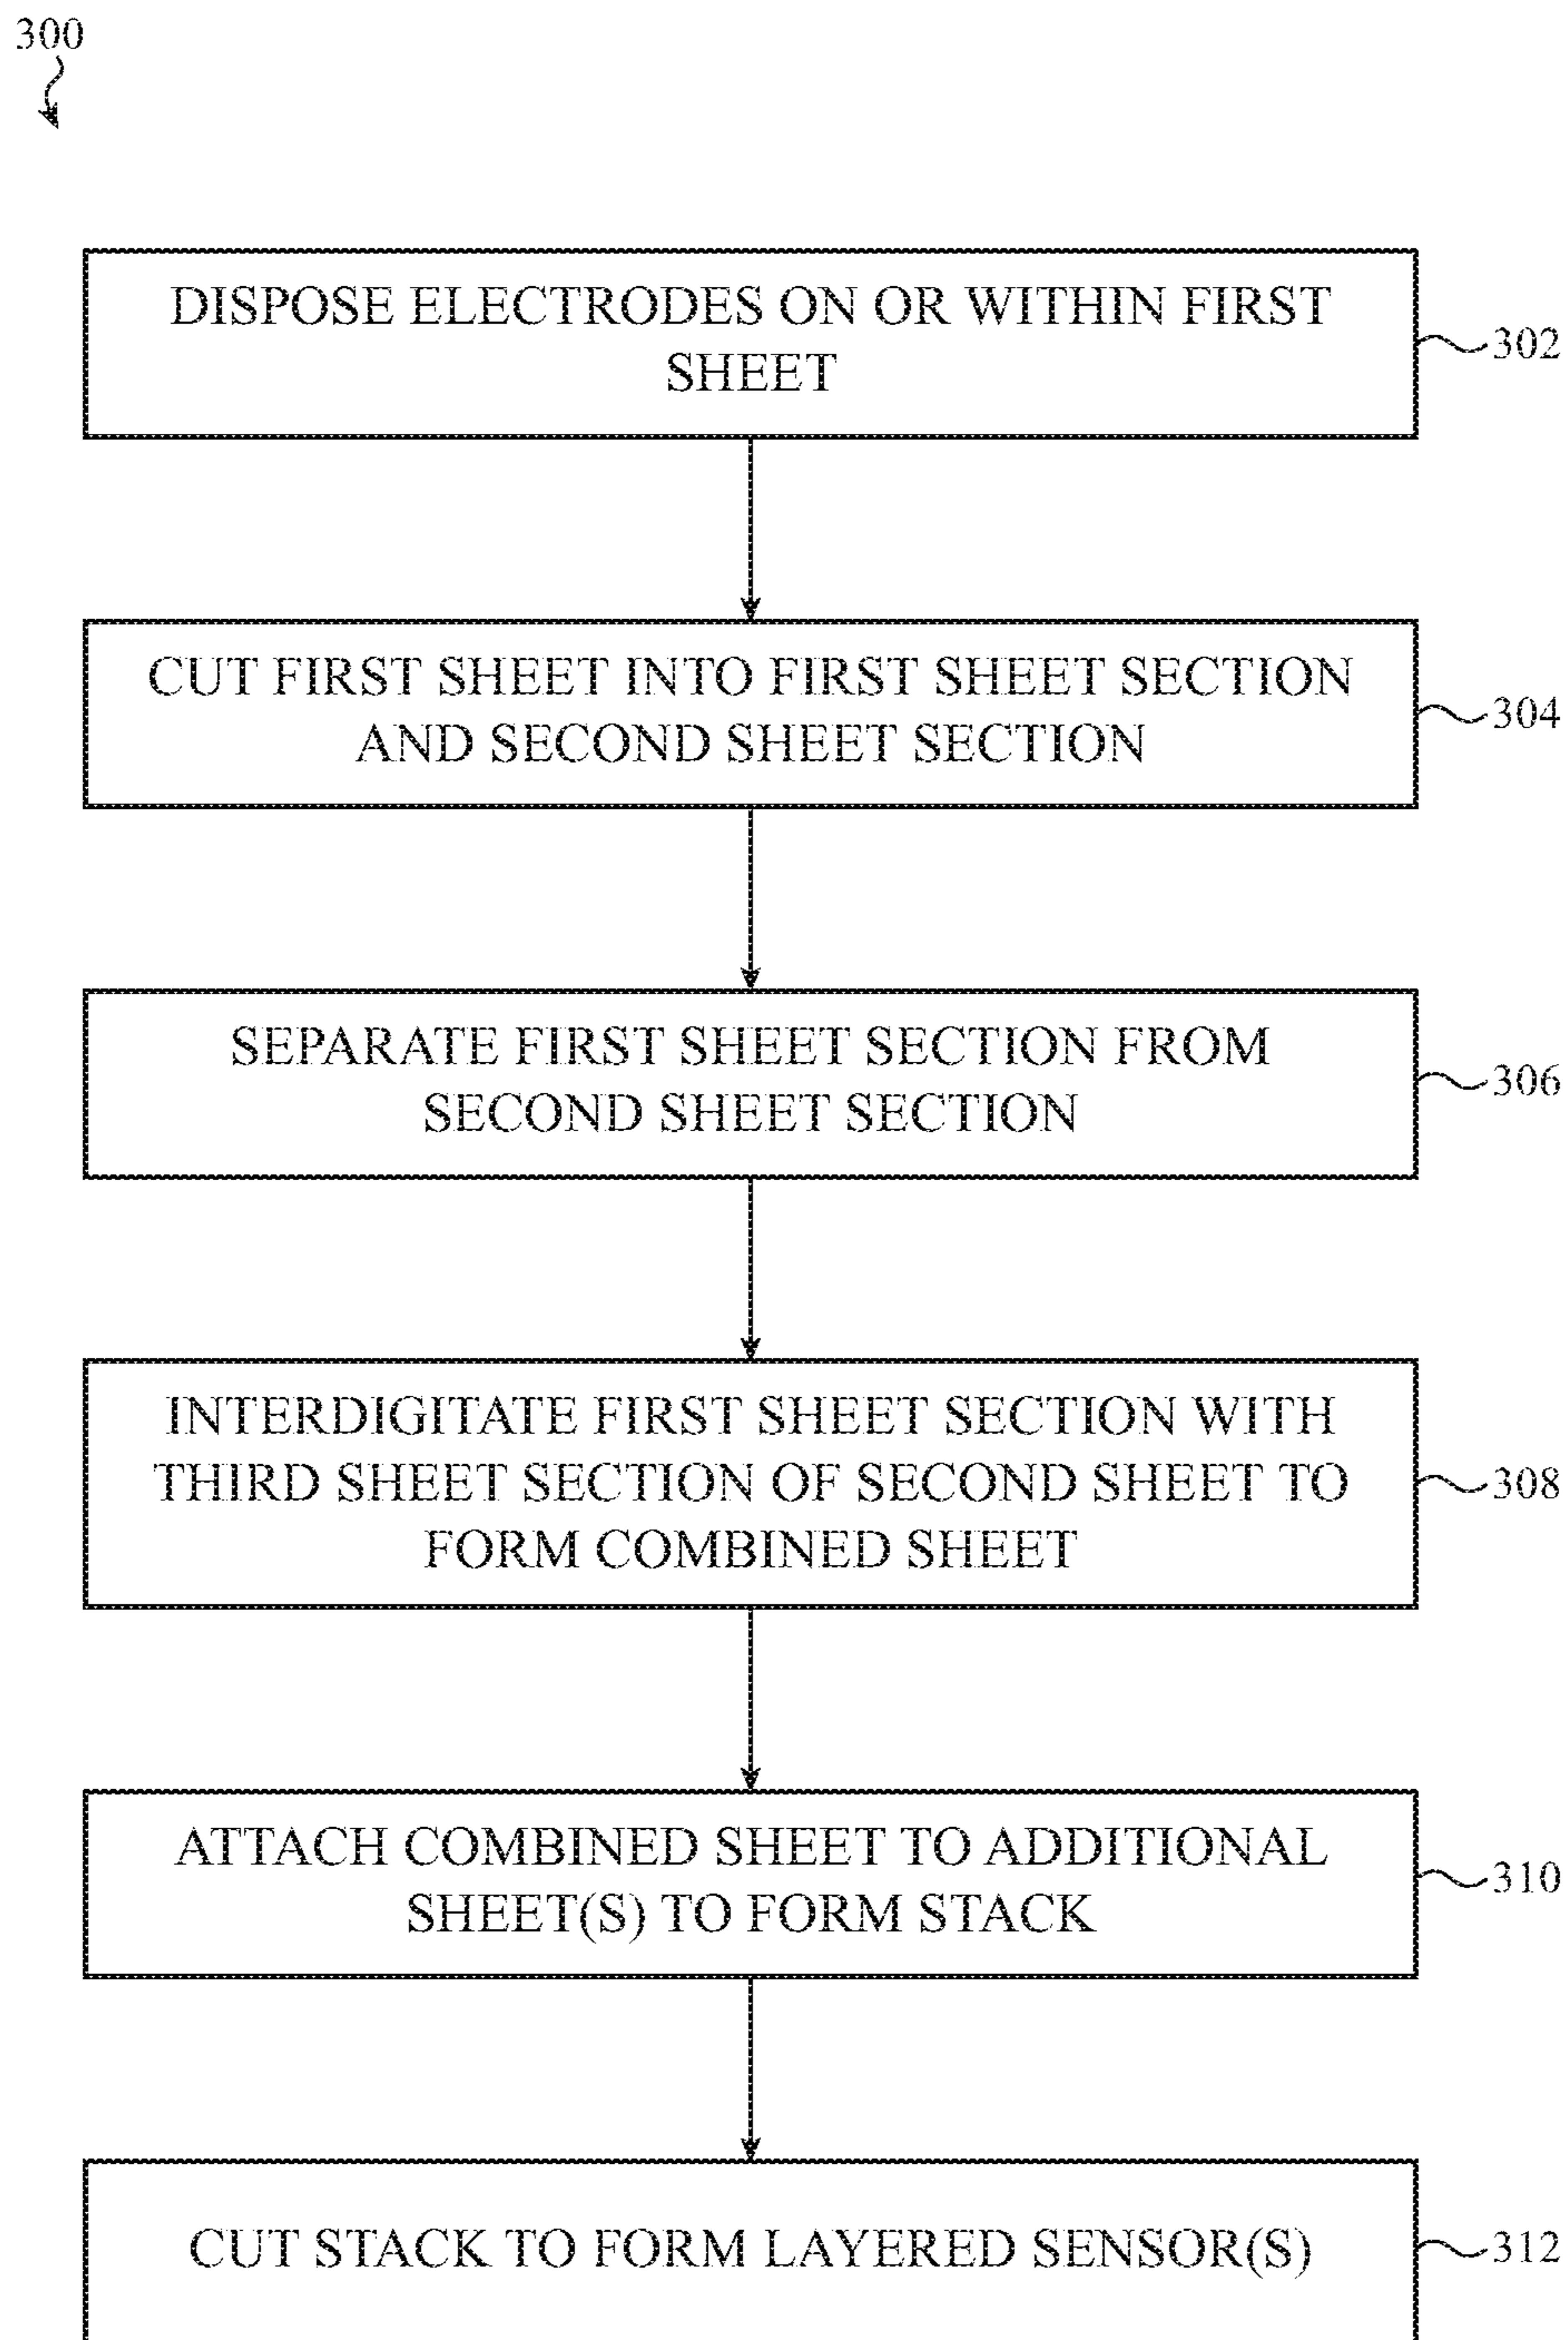 300
DISPOSE ELECTRODES ON OR WITHIN FIRST
SHEET
302
CUT FIRST SHEET INTO FIRST SHEET SECTION
AND SECOND SHEET SECTION
304
SEPARATE FIRST SHEET SECTION FROM
SECOND SHEET SECTION
306
INTERDIGITATE FIRST SHEET SECTION WITH
THIRD SHEET SECTION OF SECOND SHEET TO
FORM COMBINED SHEET
308
ATTACH COMBINED SHEET TO ADDITIONAL
SHEET(S) TO FORM STACK
310
CUT STACK TO FORM LAYERED SENSOR(S)
312